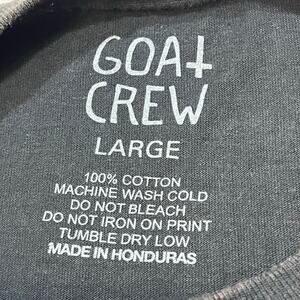 GOAT
CREW
LARGE
100% COTTON
MACHINE WASH COLD
DO NOT BLEACH
DO NOT IRON ON PRINT
TUMBLE DRY LOW
MADE IN HONDURAS